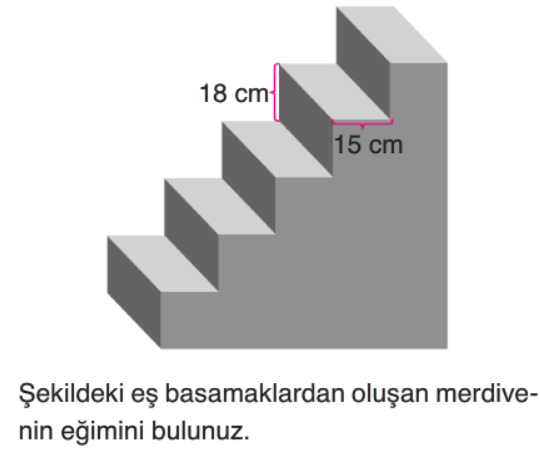 18 cm
15 cm
Şekildeki eş basamaklardan oluşan merdive-
nin eğimini bulunuz.